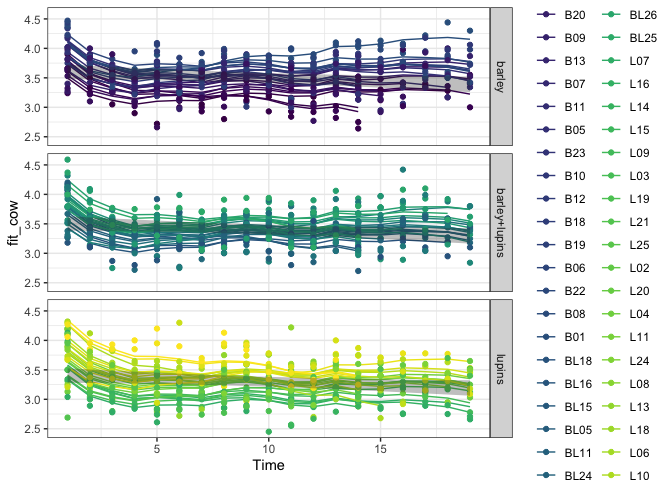 4.5
4.0
3.5
3.0
2.5
barley
4.5
4.0
3.5
3.0
2.5
barley+lupins
4.5
4.0
3.5
3.0
2.5
lupins
5
10
15
Time
fit_cow
B20
B09
B13
B07
B11
B05
B23
B10
B12
B18
B19
B06
B22
B08
B01
BL18
BL16
BL15
BL05
BL11
BL24
BL26
BL25
L07
L16
L14
L15
L09
L03
L19
L21
L25
L02
L20
L04
L11
L24
L08
L13
L18
L06
L10